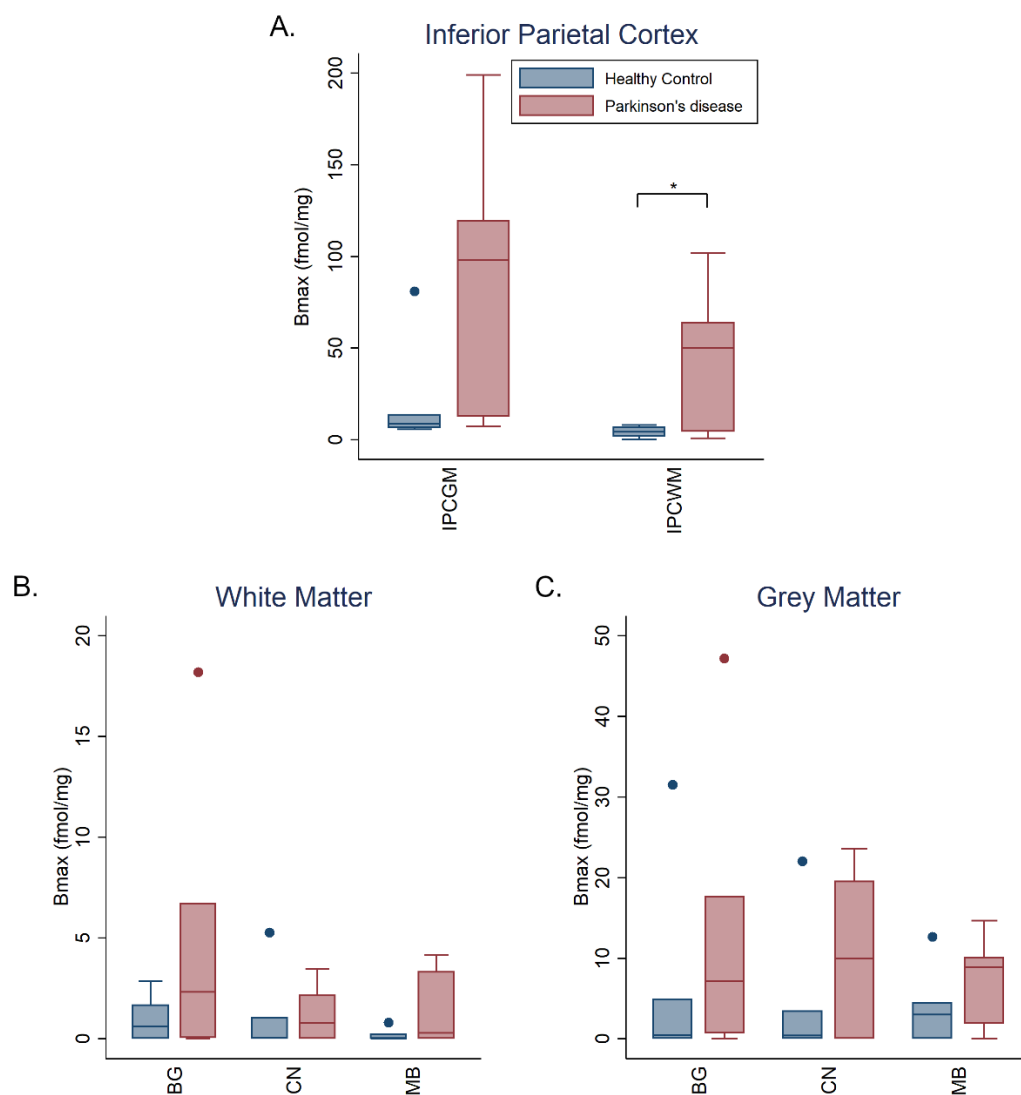 A.
Inferior Parietal Cortex
Healthy Control
Parkinson's disease
Bmax (fmol/mg)
200
150
100
50
0
*
IPCGM
IPCWM
B.
White Matter
Bmax (fmol/mg)
20
15
10
5
0
BG
CN
MB
C.
Grey Matter
Bmax (fmol/mg)
50
40
30
20
10
0
BG
CN
MB